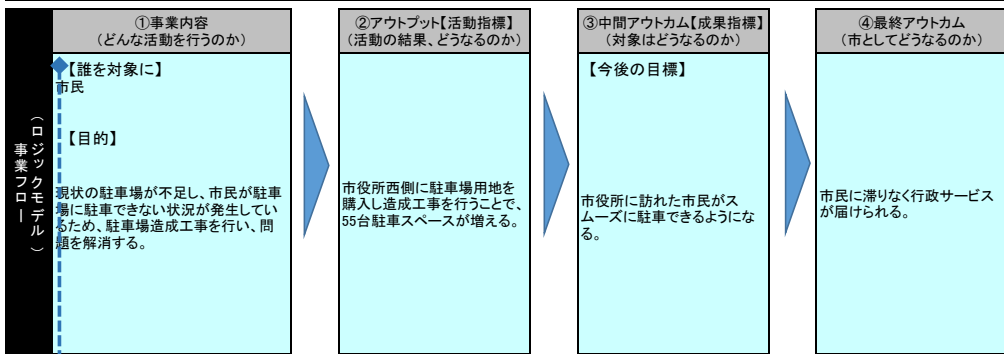 事業フロー
（ロジックモデル）
①事業内容
（どんな活動を行うのか）
【誰を対象に】
市民
【目的】
現状の駐車場が不足し、市民が駐車
場に駐車できない状況が発生してい
るため、駐車場造成工事を行い、問
題を解消する。
②アウトプット【活動指標】
（活動の結果、どうなるのか）
市役所西側に駐車場用地を
購入し造成工事を行うことで、
55台駐車スペースが増える。
③中間アウトカム【成果指標】
（対象はどうなるのか）
【今後の目標】
市役所に訪れた市民がス
ムーズに駐車できるようにな
る。
④最終アウトカム
（市としてどうなるのか）
市民に滞りなく行政サービス
が届けられる。